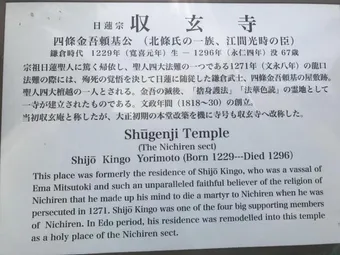 日蓮宗 収玄寺
四條金吾頼基公 （北條氏の一族、江間光時の臣）
鎌倉時代 1229年（寛喜元年）生 － 1296年（永仁四年）没 67歳
宗祖日蓮聖人に篤く帰依し、聖人四大法難の一つである1271年（文永八年）の龍口
法難の際には、殉死の覚悟を決して日蓮に随従した鎌倉武士、四條金吾頼基の屋敷跡。
聖人四大檀越の一人とされる。金吾の滅後、「捨身護法」「法華色読」の霊地として
一寺が建立されたものである。文政年間（1818～30）の創立。
当初収玄庵と称したが、大正初期の本堂改築を機に寺号も収玄寺へ改称した。
Shūgenji Temple
(The Nichiren sect)
Shijō Kingo Yorimoto (Born 1229---Died 1296)
This place was formerly the residence of Shijō Kingo, who was a vassal of
Ema Mitsutoki and such an unparalleled faithful believer of the religion of
Nichiren that he made up his mind to die a martyr to Nichiren when he was
persecuted in 1271. Shijō Kingo was one of the four big supporting members
of Nichiren. In Edo period, his residence was remodelled into this temple
as a holy place of the Nichiren sect.